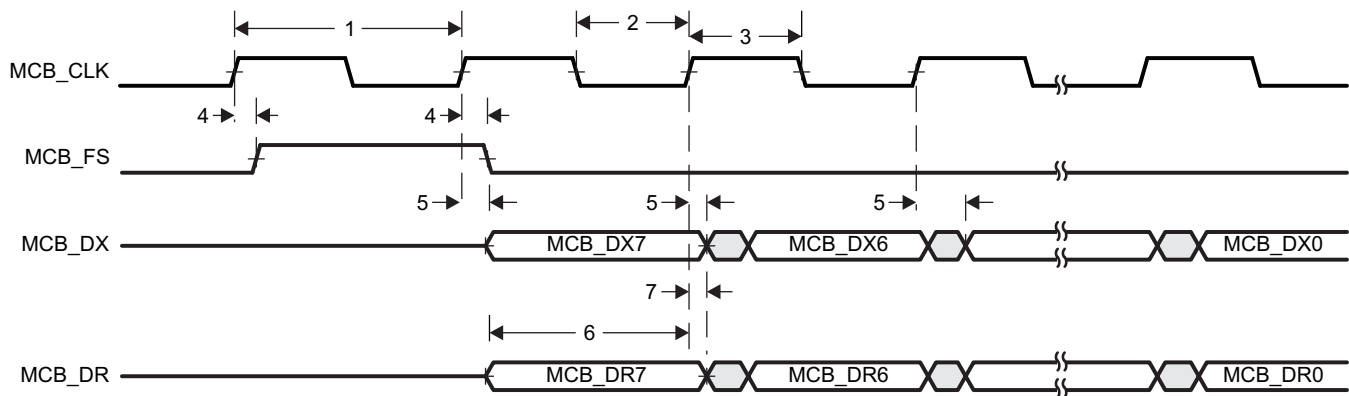 1
2
3
MCB_CLK
4
4
MCB_FS
5
5
5
MCB_DX
MCB_DX7
MCB_DX6
MCB_DX0
7
6
MCB_DR
MCB_DR7
MCB_DR6
MCB_DR0